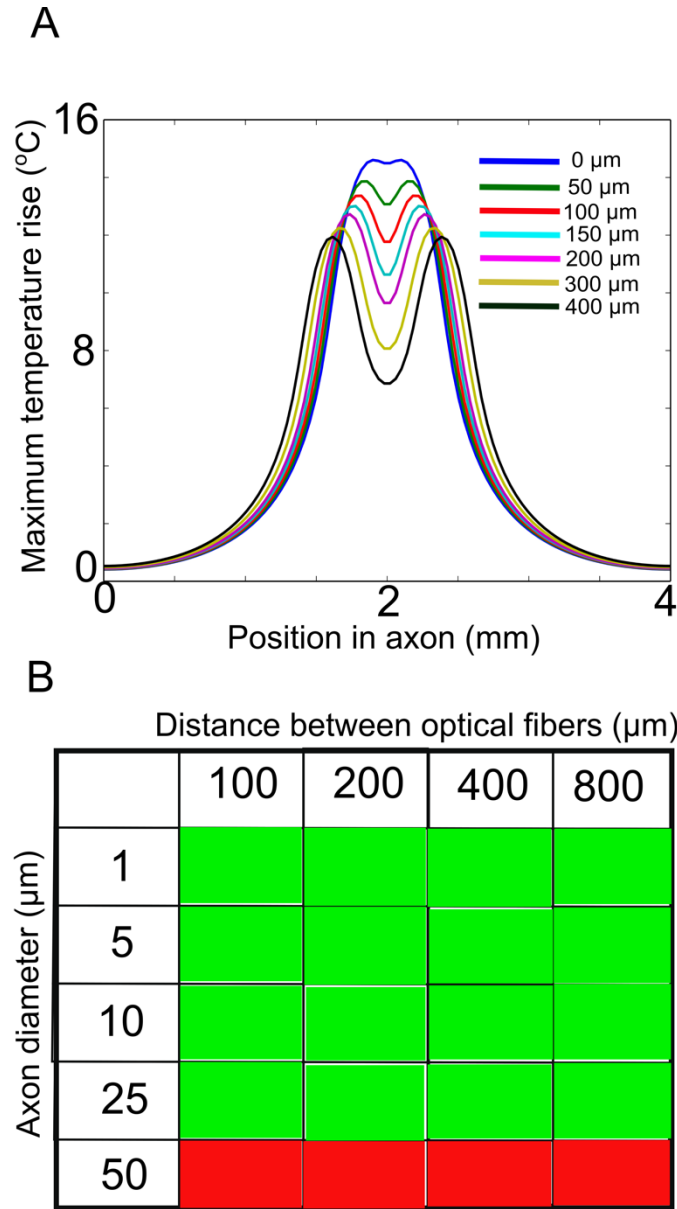 A
Maximum temperature rise (°C)
16
8
0
0 μm
50 μm
100 μm
150 μm
200 μm
300 μm
400 μm
0
2
4
Position in axon (mm)
B
Distance between optical fibers (μm)
100 200 400 800
Axon diameter (μm)
1
5
10
25
50